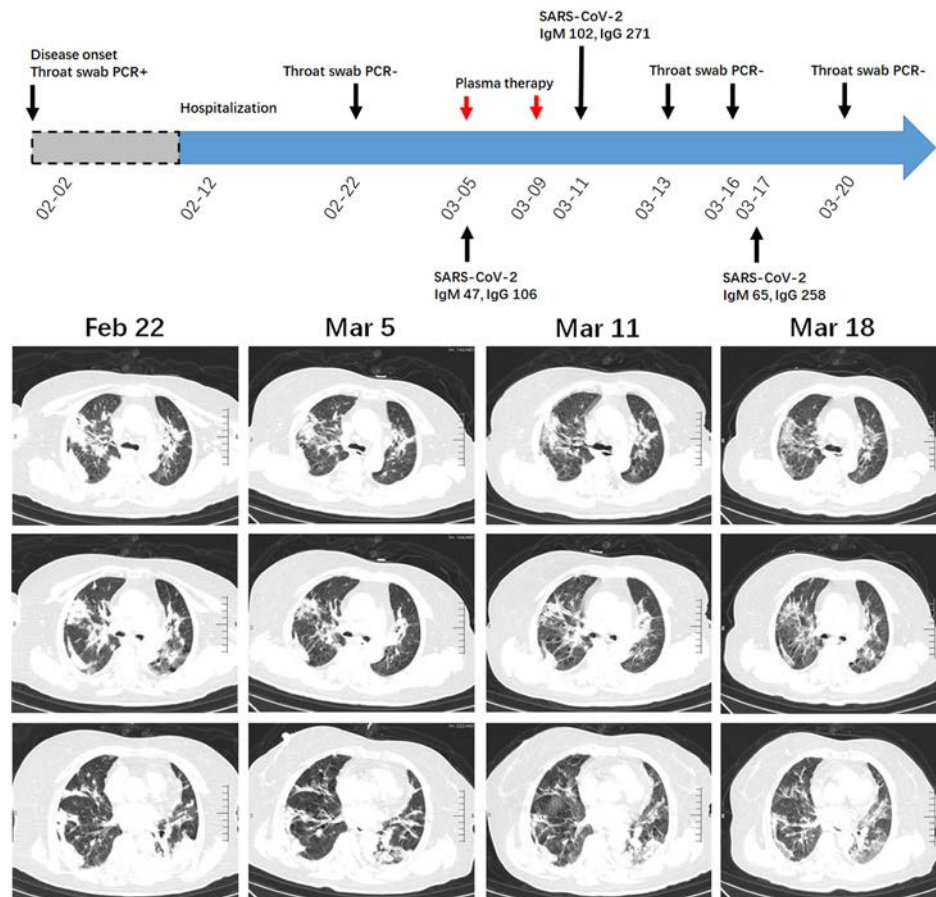 SARS-CoV-2
IgM 102, IgG 271
Disease onset
Throat swab PCR+
Throat swab PCR-
Plasma therapy
Throat swab PCR-
Throat swab PCR-
Hospitalization
02-02
02-12
02-22
03-05
03-09
03-11
03-13
03-16
03-17
03-20
SARS-CoV-2
IgM 47, IgG 106
SARS-CoV-2
IgM 65, IgG 258
Feb 22
Mar 5
Mar 11
Mar 18